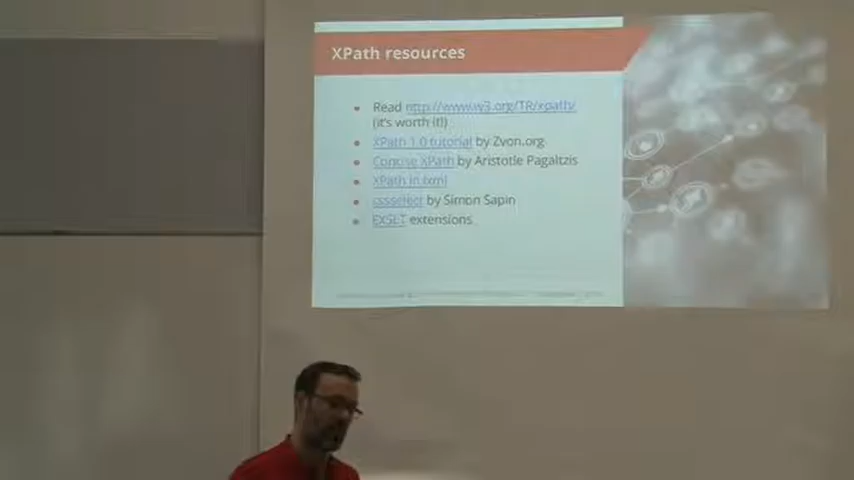 XPath resources
Read http://www.w3.org/TR/xpath/
(it's worth it!)
XPath 1.0 tutorial by Zvon.org
Concise XPath by Aristotle Pagaltzis
XPath in lxml
cssselect by Simon Sapin
EXSLT extensions